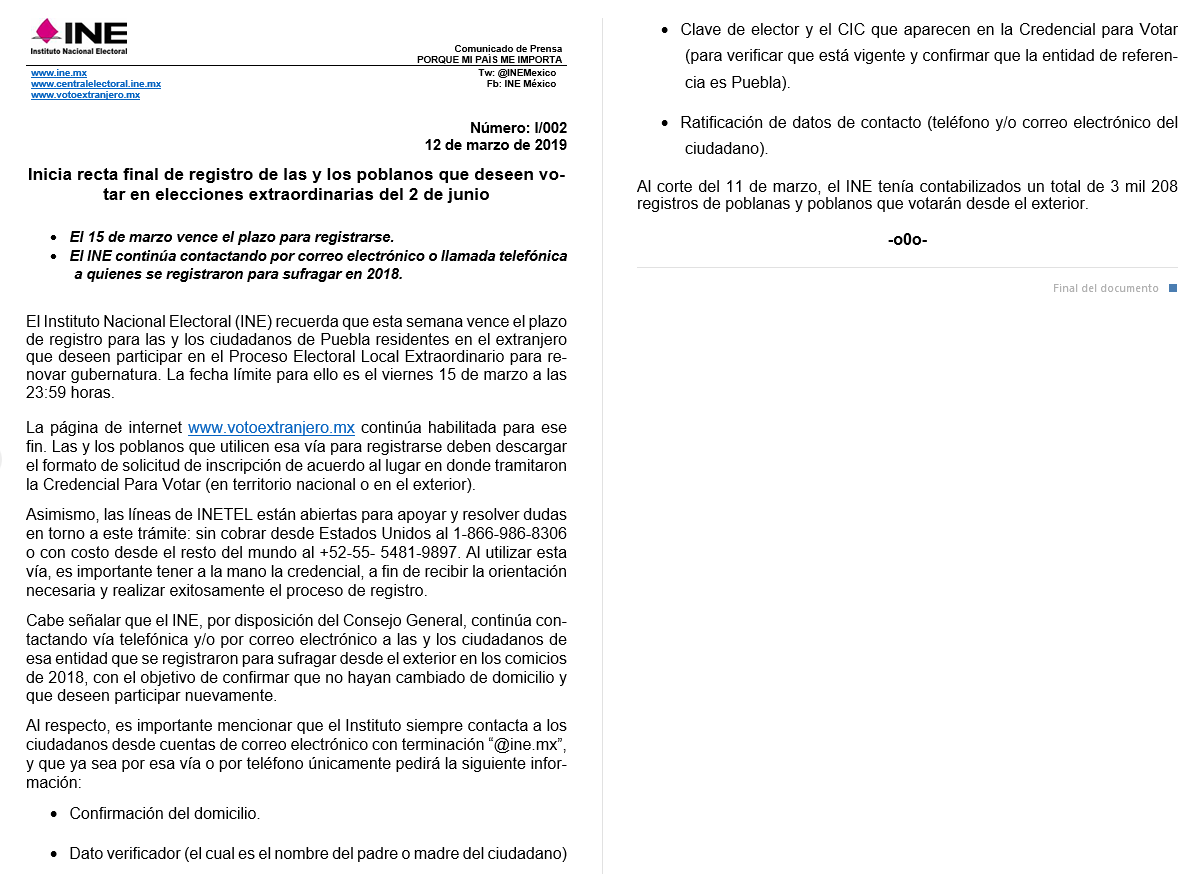 INE
Instituto Nacional Electoral
Comunicado de Prensa
PORQUE MI PAÍS ME IMPORTA
www.ine.mx
Tw: @INEMexico
www.centralelectoral.ine.mx
Fb: INE México
www.votoextranjero.mx
Número: I/002
12 de marzo de 2019
Inicia recta final de registro de las y los poblanos que deseen vo-
tar en elecciones extraordinarias del 2 de junio
• El 15 de marzo vence el plazo para registrarse.
• El INE continúa contactando por correo electrónico o llamada telefónica
a quienes se registraron para sufragar en 2018.
El Instituto Nacional Electoral (INE) recuerda que esta semana vence el plazo
de registro para las y los ciudadanos de Puebla residentes en el extranjero
que deseen participar en el Proceso Electoral Local Extraordinario para re-
novar gubernatura. La fecha límite para ello es el viernes 15 de marzo a las
23:59 horas.
La página de internet www.votoextranjero.mx continúa habilitada para ese
fin. Las y los poblanos que utilicen esa vía para registrarse deben descargar
el formato de solicitud de inscripción de acuerdo al lugar en donde tramitaron
la Credencial Para Votar (en territorio nacional o en el exterior).
Asimismo, las líneas de INETEL están abiertas para apoyar y resolver dudas
en torno a este trámite: sin cobrar desde Estados Unidos al 1-866-986-8306
o con costo desde el resto del mundo al +52-55- 5481-9897. Al utilizar esta
vía, es importante tener a la mano la credencial, a fin de recibir la orientación
necesaria y realizar exitosamente el proceso de registro.
Cabe señalar que el INE, por disposición del Consejo General, continúa con-
tactando vía telefónica y/o por correo electrónico a las y los ciudadanos de
esa entidad que se registraron para sufragar desde el exterior en los comicios
de 2018, con el objetivo de confirmar que no hayan cambiado de domicilio y
que deseen participar nuevamente.
Al respecto, es importante mencionar que el Instituto siempre contacta a los
ciudadanos desde cuentas de correo electrónico con terminación “@ine.mx”,
y que ya sea por esa vía o por teléfono únicamente pedirá la siguiente infor-
mación:
• Confirmación del domicilio.
• Dato verificador (el cual es el nombre del padre o madre del ciudadano)
• Clave de elector y el CIC que aparecen en la Credencial para Votar
(para verificar que está vigente y confirmar que la entidad de referen-
cia es Puebla).
• Ratificación de datos de contacto (teléfono y/o correo electrónico del
ciudadano).
Al corte del 11 de marzo, el INE tenía contabilizados un total de 3 mil 208
registros de poblanas y poblanos que votarán desde el exterior.
-o0o-
Final del documento